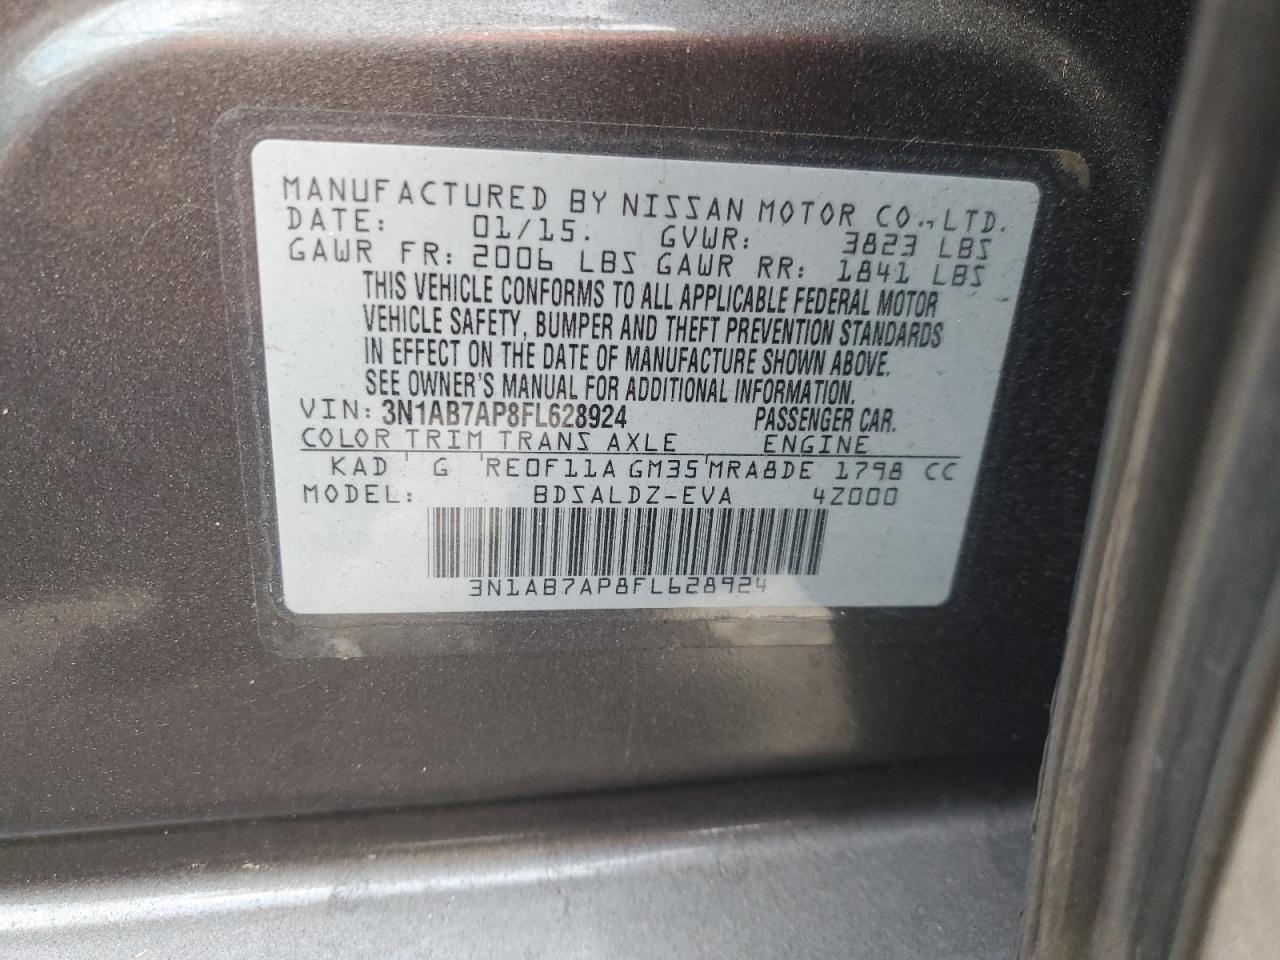 MANUFACTURED BY NISSAN MOTOR CO., LTD.
DATE: 01/15. GVWR: 3823 LBS
GAWR FR: 2006 LBS GAWR RR: 1841 LBS
THIS VEHICLE CONFORMS TO ALL APPLICABLE FEDERAL MOTOR
VEHICLE SAFETY, BUMPER AND THEFT PREVENTION STANDARDS
IN EFFECT ON THE DATE OF MANUFACTURE SHOWN ABOVE.
SEE OWNER'S MANUAL FOR ADDITIONAL INFORMATION.
VIN: 3N1AB7AP8FL628924 PASSENGER CAR.
COLOR TRIM TRANS AXLE ENGINE
KAD G RE0F11A GM35 MRA8DE 1798 CC
MODEL: BDSALDZ-EVA 4Z000
3N1AB7AP8FL628924